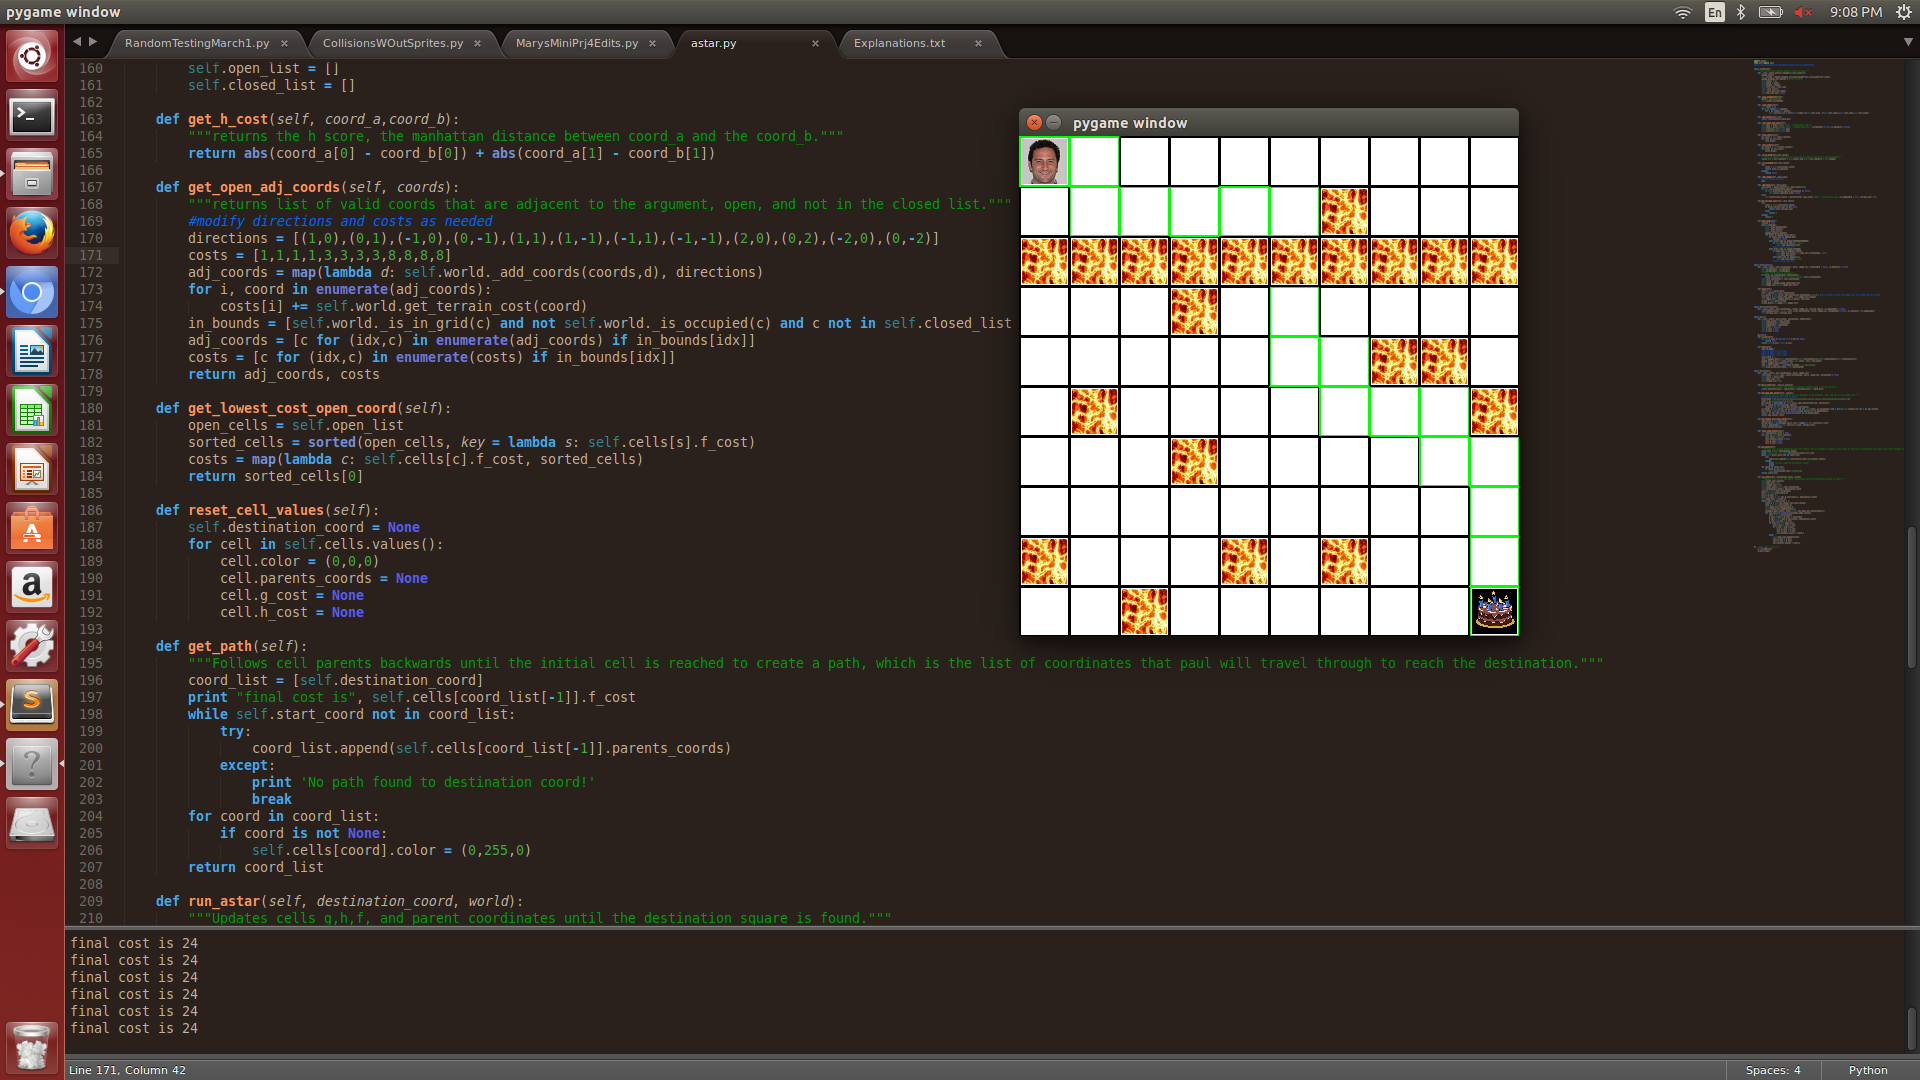 pygame window
En
9:08 PM
RandomTestingMarch1.py × CollisionsWOutSprites.py × MarysMiniPrj4Edits.py × astar.py × Explanations.txt ×
160 self.open_list = []
161 self.closed_list = []
162
163 def get_h_cost(self, coord_a,coord_b):
164 """returns the h score, the manhattan distance between coord_a and the coord_b."""
165 return abs(coord_a[0] - coord_b[0]) + abs(coord_a[1] - coord_b[1])
166
167 def get_open_adj_coords(self, coords):
168 """returns list of valid coords that are adjacent to the argument, open, and not in the closed list."""
169 #modify directions and costs as needed
170 directions = [(1,0),(0,1),(-1,0),(0,-1),(1,1),(1,-1),(-1,1),(-1,-1),(2,0),(0,2),(-2,0),(0,-2)]
171 costs = [1,1,1,1,3,3,3,3,8,8,8,8]
172 adj_coords = map(lambda d: self.world._add_coords(coords,d), directions)
173 for i, coord in enumerate(adj_coords):
174 costs[i] += self.world.get_terrain_cost(coord)
175 in_bounds = [self.world._is_in_grid(c) and not self.world._is_occupied(c) and c not in self.closed_list
176 adj_coords = [c for (idx,c) in enumerate(adj_coords) if in_bounds[idx]]
177 costs = [c for (idx,c) in enumerate(costs) if in_bounds[idx]]
178 return adj_coords, costs
179
180 def get_lowest_cost_open_coord(self):
181 open_cells = self.open_list
182 sorted_cells = sorted(open_cells, key = lambda s: self.cells[s].f_cost)
183 costs = map(lambda c: self.cells[c].f_cost, sorted_cells)
184 return sorted_cells[0]
185
186 def reset_cell_values(self):
187 self.destination_coord = None
188 for cell in self.cells.values():
189 cell.color = (0,0,0)
190 cell.parents_coords = None
191 cell.g_cost = None
192 cell.h_cost = None
193
194 def get_path(self):
195 """Follows cell parents backwards until the initial cell is reached to create a path, which is the list of coordinates that paul will travel through to reach the destination."""
196 coord_list = [self.destination_coord]
197 print "final cost is", self.cells[coord_list[-1]].f_cost
198 while self.start_coord not in coord_list:
199 try:
200 coord_list.append(self.cells[coord_list[-1]].parents_coords)
201 except:
202 print 'No path found to destination coord!'
203 break
204 for coord in coord_list:
205 if coord is not None:
206 self.cells[coord].color = (0,255,0)
207 return coord_list
208
209 def run_astar(self, destination_coord, world):
210 """Updates cells g,h,f, and parent coordinates until the destination square is found."""
pygame window
final cost is 24
final cost is 24
final cost is 24
final cost is 24
final cost is 24
final cost is 24
Line 171, Column 42
Spaces: 4
Python